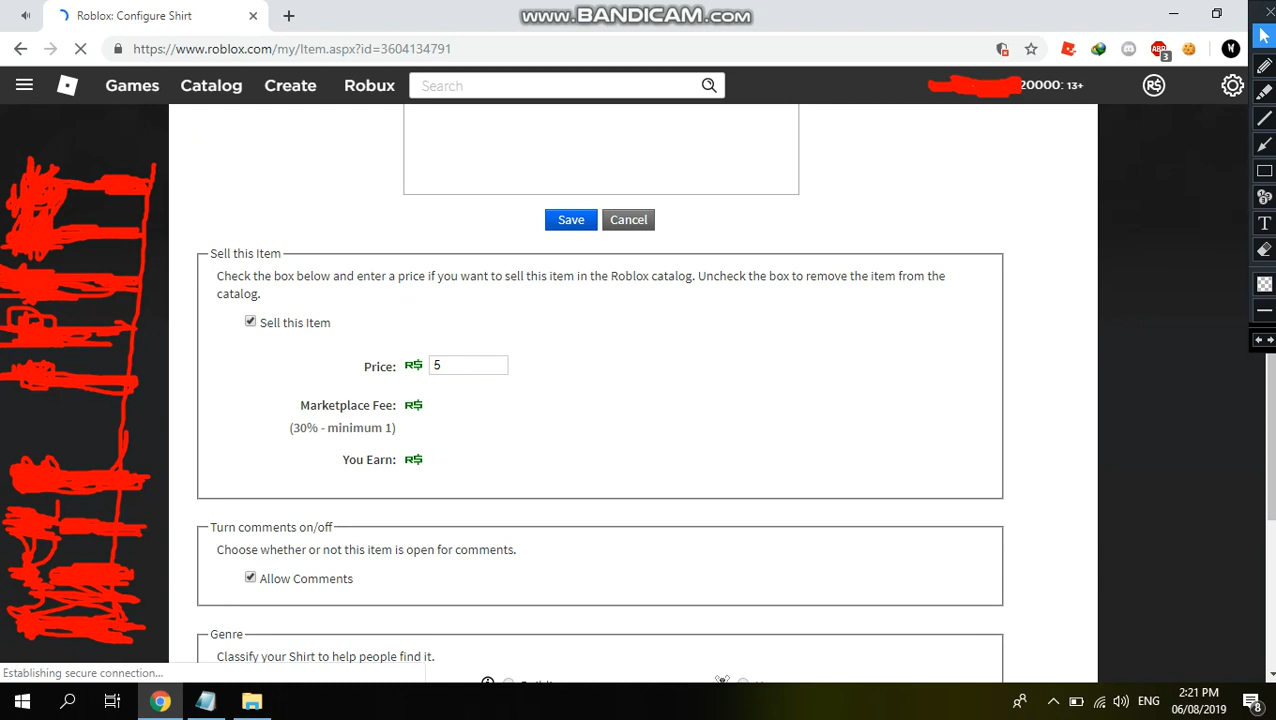 Roblox: Configure Shirt
WWW.BANDICAM.COM
https://www.roblox.com/my/Item.aspx?id=3604134791
ABP
3
W
Games
Catalog
Create
Robux
Search
20000: 13+
R$
Save
Cancel
Sell this Item
Check the box below and enter a price if you want to sell this item in the Roblox catalog. Uncheck the box to remove the item from the
catalog.
Sell this Item
Price: R$ 5
Marketplace Fee: R$
(30% - minimum 1)
You Earn: R$
Turn comments on/off
Choose whether or not this item is open for comments.
Allow Comments
Genre
Classify your Shirt to help people find it.
Establishing secure connection...
ENG
2:21 PM
06/08/2019
8